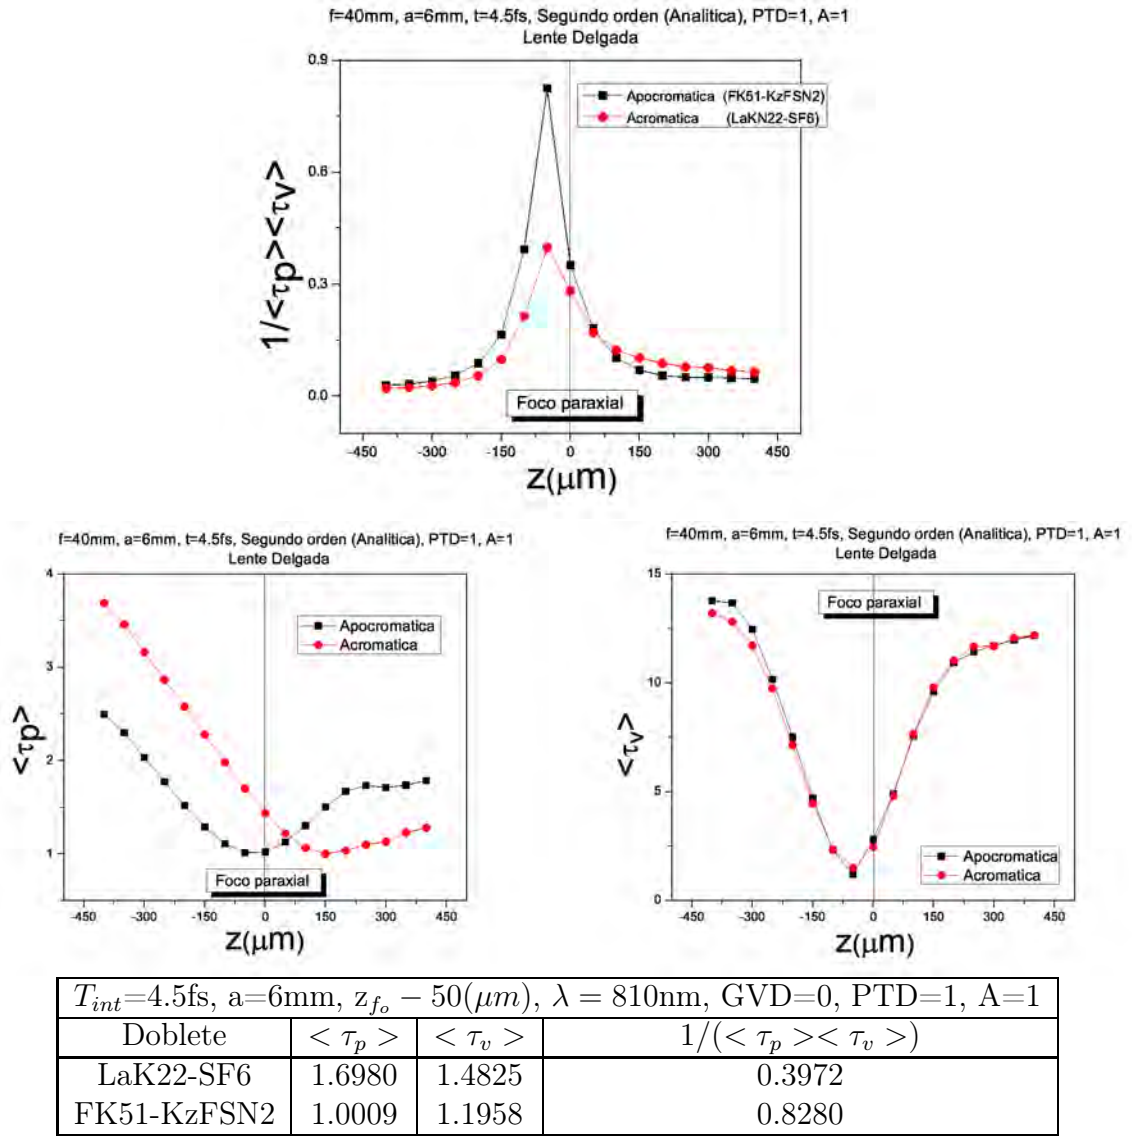 f=40mm, a=6mm, t=4.5fs, Segundo orden (Analitica), PTD=1, A=1
Lente Delgada
0.9
Apocromatica (FK51-KzFSN2)
Acromatica (LaKN22-SF6)
0.6
0.3
0.0
1/<τp><τv>
Foco paraxial
-450 -300 -150 0 150 300 450
z(μm)
f=40mm, a=6mm, t=4.5fs, Segundo orden (Analitica), PTD=1, A=1
Lente Delgada
4
Apocromatica
Acromatica
3
2
1
<τp>
Foco paraxial
-450 -300 -150 0 150 300 450
z(μm)
f=40mm, a=6mm, t=4.5fs, Segundo orden (Analitica), PTD=1, A=1
Lente Delgada
15
Foco paraxial
10
5
0
<τv>
Apocromatica
Acromatica
-450 -300 -150 0 150 300 450
z(μm)
T_int=4.5fs, a=6mm, z_{f_o} − 50(μm), λ = 810nm, GVD=0, PTD=1, A=1
Doblete < τ_p > < τ_v > 1/(< τ_p >< τ_v >)
LaK22-SF6 1.6980 1.4825 0.3972
FK51-KzFSN2 1.0009 1.1958 0.8280